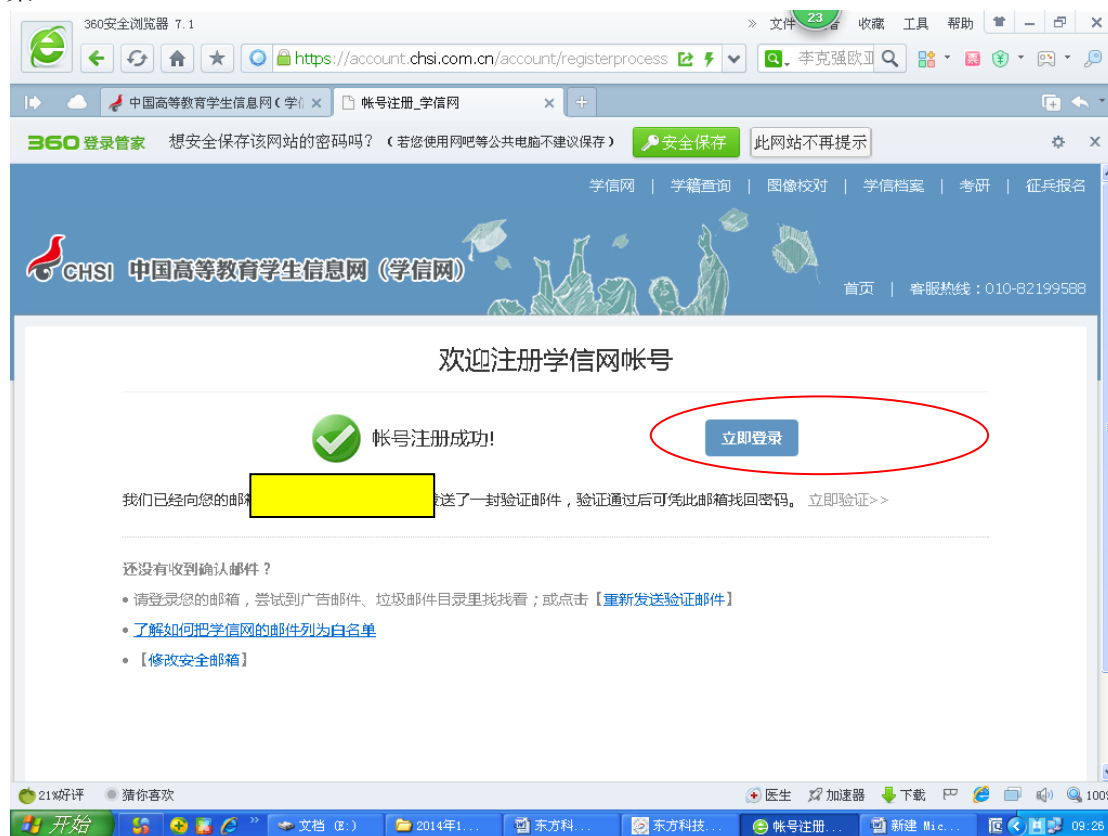 360安全浏览器 7.1
» 文件 23 收藏 工具 帮助
https://account.chsi.com.cn/account/registerprocess
李克强欧亚
中国高等教育学生信息网(学信
帐号注册_学信网
360 登录管家 想安全保存该网站的密码吗？（若您使用网吧等公共电脑不建议保存）
安全保存
此网站不再提示
学信网 | 学籍查询 | 图像校对 | 学信档案 | 考研 | 征兵报名
CHSI 中国高等教育学生信息网（学信网）
首页 | 客服热线：010-82199588
欢迎注册学信网帐号
帐号注册成功!
立即登录
我们已经向您的邮箱 发送了一封验证邮件，验证通过后可凭此邮箱找回密码。 立即验证>>
还没有收到确认邮件？
• 请登录您的邮箱，尝试到广告邮件、垃圾邮件目录里找找看；或点击【重新发送验证邮件】
• 了解如何把学信网的邮件列为白名单
• 【修改安全邮箱】
21%好评 猜你喜欢
医生 加速器 下载 100%
开始 » 文档 (E:) 2014年1... 东方科... 东方科技... 帐号注册... 新建 Mic... 09:26